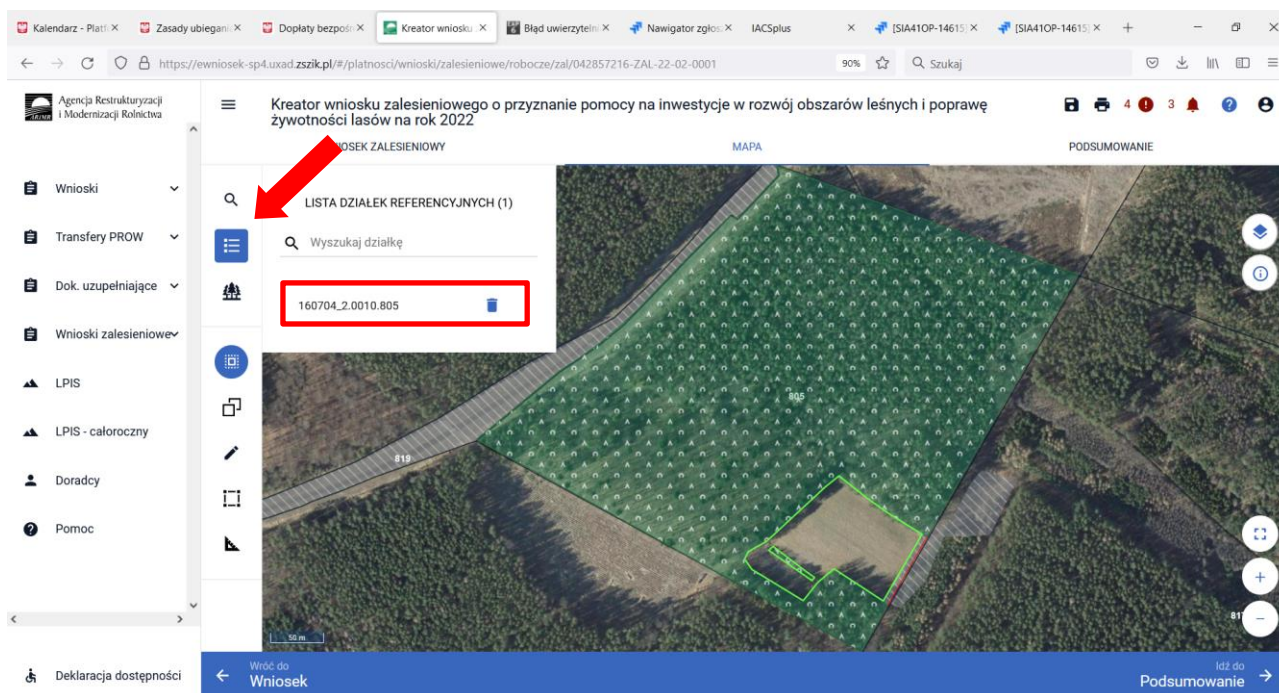 Kalendarz - Platf
Zasady ubiegani
Dopłaty bezpośr
Kreator wniosku
Błąd uwierzytelni
Nawigator zgłos
IACSplus
[SIA41OP-14615]
[SIA41OP-14615]
https://ewniosek-sp4.uxad.zszik.pl/#/platnosci/wnioski/zalesieniowe/robocze/zal/042857216-ZAL-22-02-0001
90%
Szukaj
Agencja Restrukturyzacji
i Modernizacji Rolnictwa
Kreator wniosku zalesieniowego o przyznanie pomocy na inwestycje w rozwój obszarów leśnych i poprawę
żywotności lasów na rok 2022
4
3
ZALESIENIOWY
MAPA
PODSUMOWANIE
Wnioski
Transfery PROW
Dok. uzupełniające
Wnioski zalesieniowe
LPIS
LPIS - całoroczny
Doradcy
Pomoc
Deklaracja dostępności
LISTA DZIAŁEK REFERENCYJNYCH (1)
Wyszukaj działkę
160704_2.0010.805
805
819
50 m
Wróć do
Wniosek
Idź do
Podsumowanie